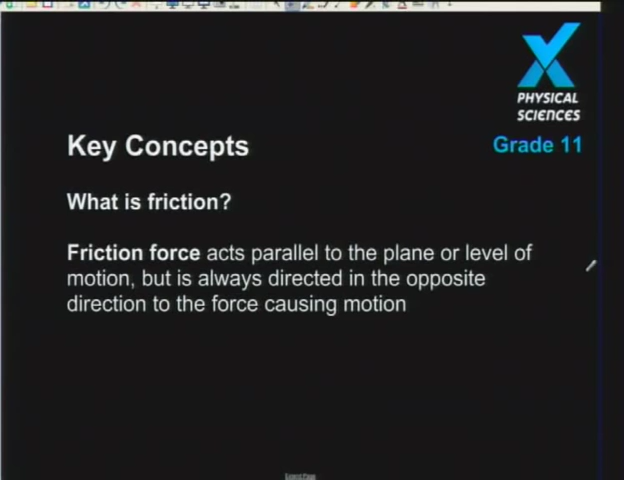 PHYSICAL
SCIENCES
Key Concepts
Grade 11
What is friction?
Friction force acts parallel to the plane or level of
motion, but is always directed in the opposite
direction to the force causing motion